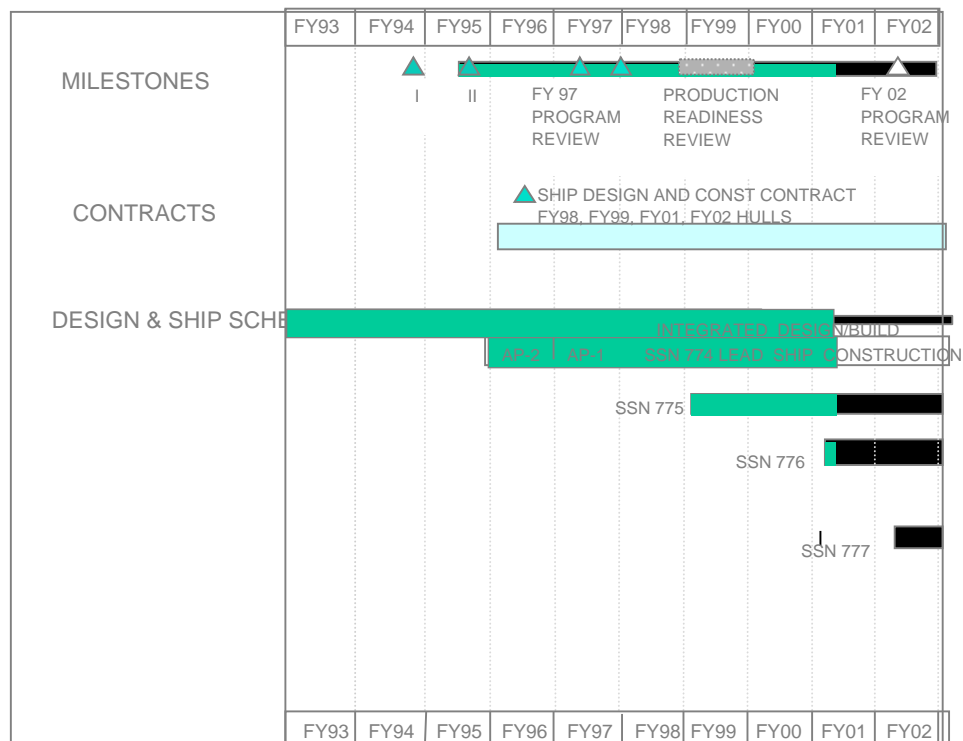 FY93 FY94 FY95 FY96 FY97 FY98 FY99 FY00 FY01 FY02
MILESTONES
I II FY 97 PRODUCTION FY 02
PROGRAM READINESS PROGRAM
REVIEW REVIEW REVIEW
CONTRACTS
SHIP DESIGN AND CONST CONTRACT
FY98, FY99, FY01, FY02 HULLS
DESIGN & SHIP SCHE
INTEGRATED DESIGN/BUILD
AP-2 AP-1 SSN 774 LEAD SHIP CONSTRUCTION
SSN 775
SSN 776
I
SSN 777
FY93 FY94 FY95 FY96 FY97 FY98 FY99 FY00 FY01 FY02